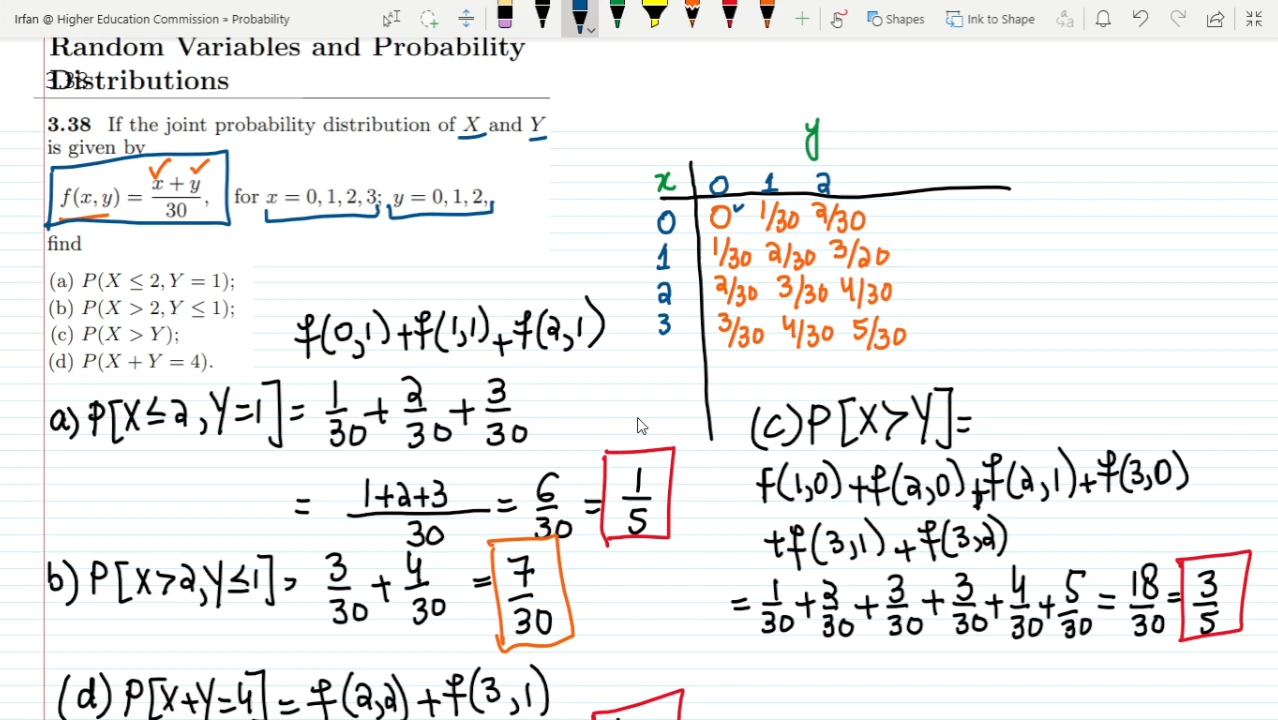 Irfan @ Higher Education Commission » Probability
Shapes
Ink to Shape
Random Variables and Probability
Distributions
3.38 If the joint probability distribution of X and Y
is given by
f(x, y) = x + y / 30, for x = 0, 1, 2, 3; y = 0, 1, 2,
find
(a) P(X ≤ 2, Y = 1);
(b) P(X > 2, Y ≤ 1);
(c) P(X > Y);
(d) P(X + Y = 4).
y
x 0 1 2
0 0 1/30 2/30
1 1/30 2/30 3/20
2 2/30 3/30 4/30
3 3/30 4/30 5/30
f(0,1)+f(1,1)+f(2,1)
a) P[X≤2, Y=1] = 1/30 + 2/30 + 3/30
= 1+2+3/30 = 6/30 = 1/5
b) P[X>2, Y≤1] = 3/30 + 4/30 = 7/30
(c) P[X>Y] =
f(1,0)+f(2,0)+f(2,1)+f(3,0)
+f(3,1)+f(3,2)
= 1/30 + 2/30 + 3/30 + 3/30 + 4/30 + 5/30 = 18/30 = 3/5
(d) P[X+Y=4] = f(2,2)+f(3,1)